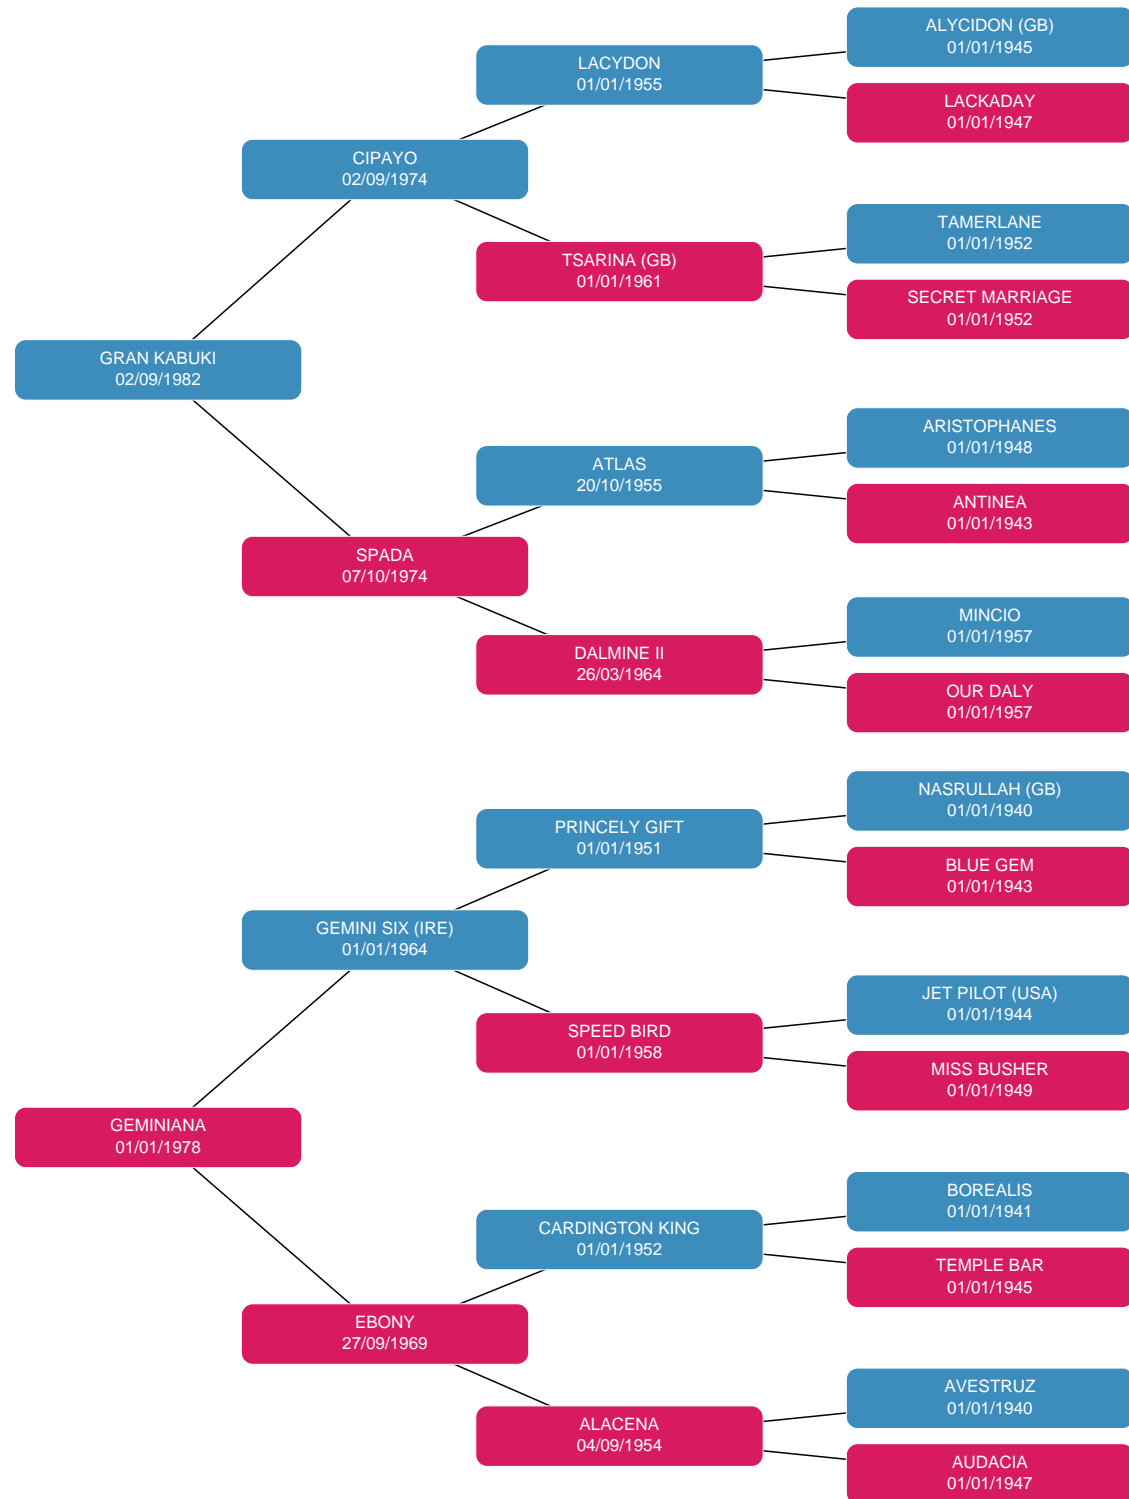 ALYCIDON (GB)
01/01/1945
LACYDON
01/01/1955
LACKADAY
01/01/1947
CIPAYO
02/09/1974
TAMERLANE
01/01/1952
TSARINA (GB)
01/01/1961
SECRET MARRIAGE
01/01/1952
GRAN KABUKI
02/09/1982
ARISTOPHANES
01/01/1948
ATLAS
20/10/1955
ANTINEA
01/01/1943
SPADA
07/10/1974
MINCIO
01/01/1957
DALMINE II
26/03/1964
OUR DALY
01/01/1957
NASRULLAH (GB)
01/01/1940
PRINCELY GIFT
01/01/1951
BLUE GEM
01/01/1943
GEMINI SIX (IRE)
01/01/1964
JET PILOT (USA)
01/01/1944
SPEED BIRD
01/01/1958
MISS BUSHER
01/01/1949
GEMINIANA
01/01/1978
BOREALIS
01/01/1941
CARDINGTON KING
01/01/1952
TEMPLE BAR
01/01/1945
EBONY
27/09/1969
AVESTRUZ
01/01/1940
ALACENA
04/09/1954
AUDACIA
01/01/1947